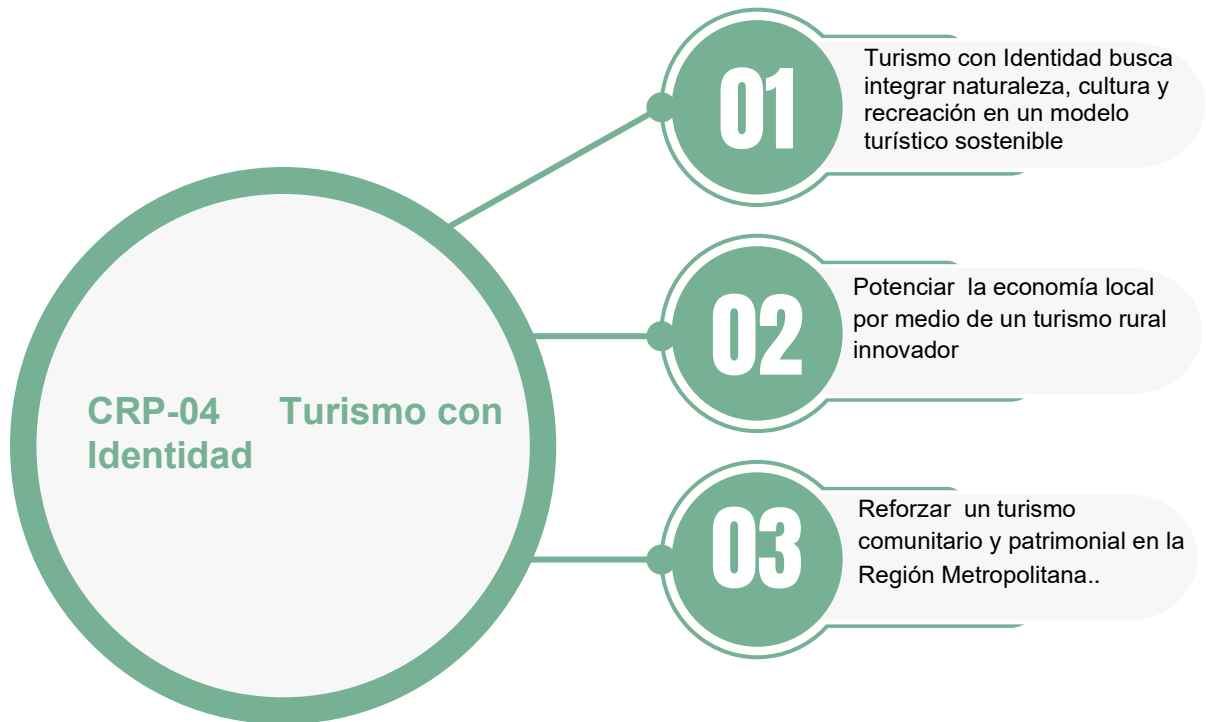 CRP-04 Turismo con
Identidad
01
Turismo con Identidad busca
integrar naturaleza, cultura y
recreación en un modelo
turístico sostenible
02
Potenciar la economía local
por medio de un turismo rural
innovador
03
Reforzar un turismo
comunitario y patrimonial en la
Región Metropolitana..